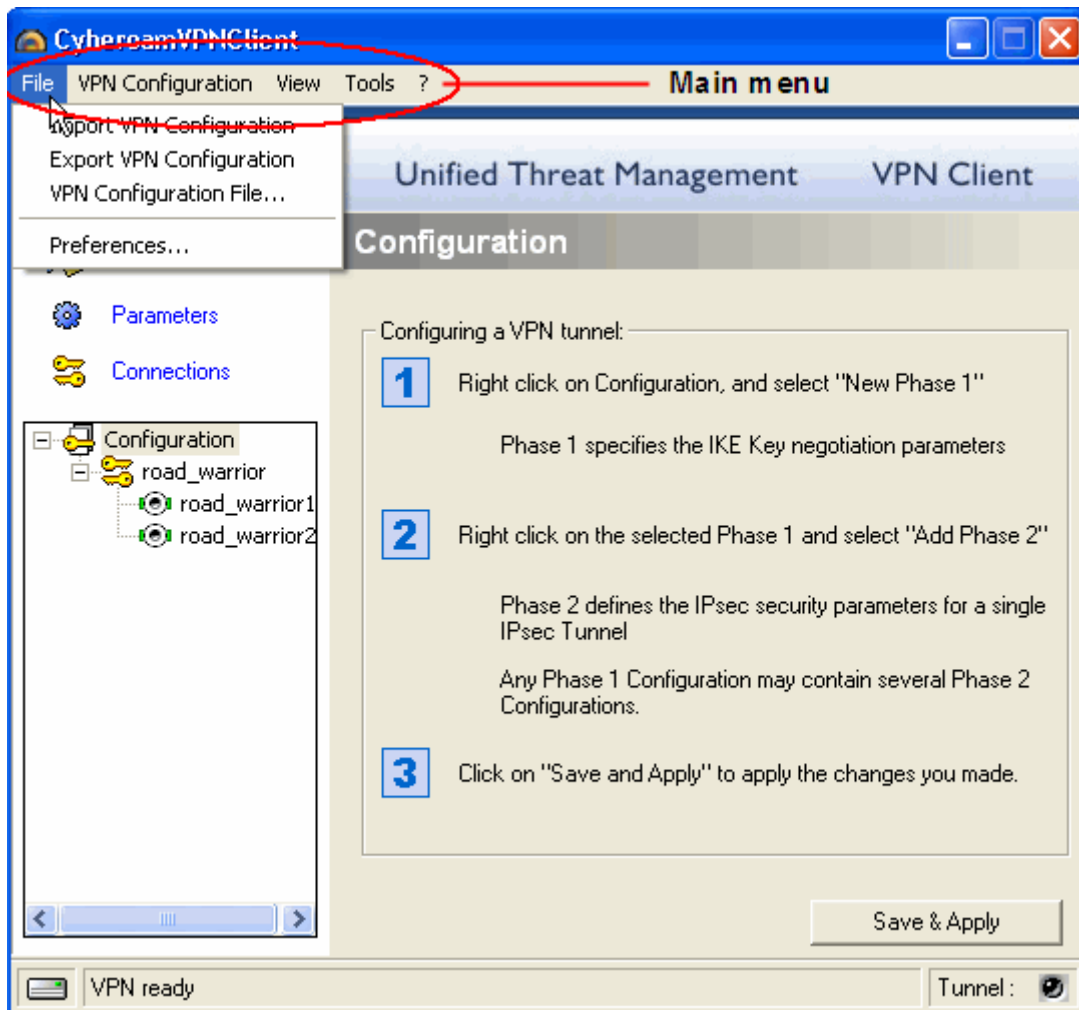 CyberoamVPNClient
File VPN Configuration View Tools ? Main menu
Import VPN Configuration
Export VPN Configuration
VPN Configuration File...
Preferences...
Unified Threat Management VPN Client
Configuration
Parameters
Connections
Configuration
road_warrior
road_warrior1
road_warrior2
Configuring a VPN tunnel:
1 Right click on Configuration, and select "New Phase 1"
Phase 1 specifies the IKE Key negotiation parameters
2 Right click on the selected Phase 1 and select "Add Phase 2"
Phase 2 defines the IPsec security parameters for a single
IPsec Tunnel
Any Phase 1 Configuration may contain several Phase 2
Configurations.
3 Click on "Save and Apply" to apply the changes you made.
Save & Apply
VPN ready
Tunnel :